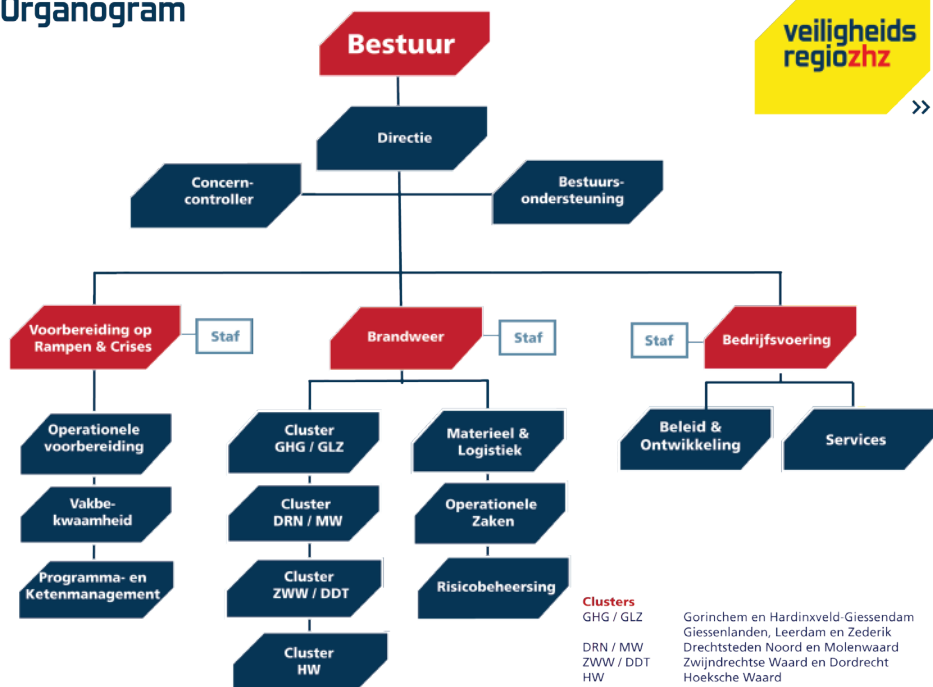 Organogram
veiligheids
regiozhz
Bestuur
Directie
Concern-
controller
Bestuurs-
ondersteuning
Voorbereiding op
Rampen & Crises
Staf
Brandweer
Staf
Staf
Bedrijfsvoering
Operationele
voorbereiding
Vakbe-
kwaamheid
Programma- en
Ketenmanagement
Cluster
GHG / GLZ
Cluster
DRN / MW
Cluster
ZWW / DDT
Cluster
HW
Materieel &
Logistiek
Operationele
Zaken
Risicobeheersing
Beleid &
Ontwikkeling
Services
Clusters
GHG / GLZ Gorinchem en Hardinxveld-Giessendam
Giessenlanden, Leerdam en Zederik
DRN / MW Drechtsteden Noord en Molenwaard
ZWW / DDT Zwijndrechtse Waard en Dordrecht
HW Hoeksche Waard